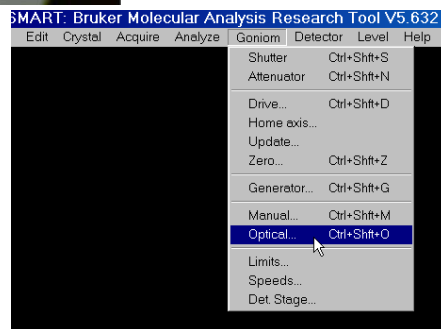 SMART: Bruker Molecular Analysis Research Tool V5.632
Edit Crystal Acquire Analyze Goniom Detector Level Help
Shutter Ctrl+Shft+S
Attenuator Ctrl+Shft+N
Drive... Ctrl+Shft+D
Home axis...
Update...
Zero... Ctrl+Shft+Z
Generator... Ctrl+Shft+G
Manual... Ctrl+Shft+M
Optical... Ctrl+Shft+O
Limits...
Speeds...
Det. Stage...